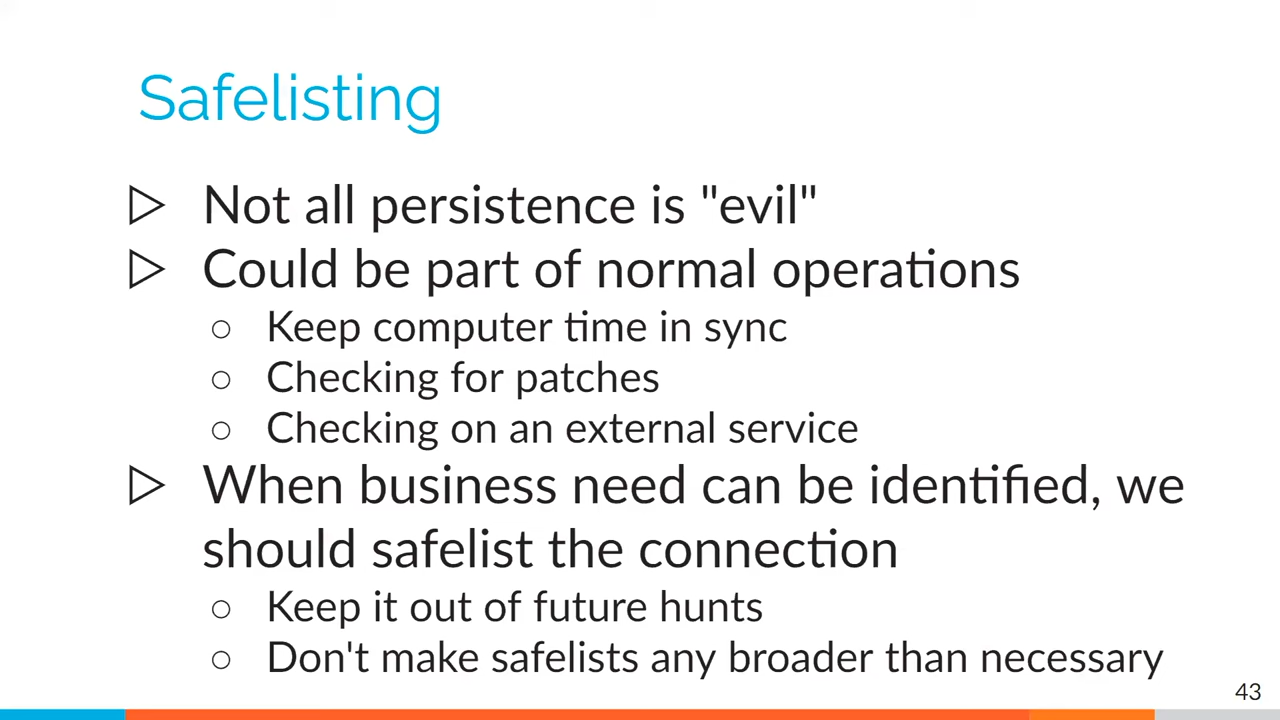 Safelisting
▷ Not all persistence is "evil"
▷ Could be part of normal operations
○ Keep computer time in sync
○ Checking for patches
○ Checking on an external service
▷ When business need can be identified, we
should safelist the connection
○ Keep it out of future hunts
○ Don't make safelists any broader than necessary
43